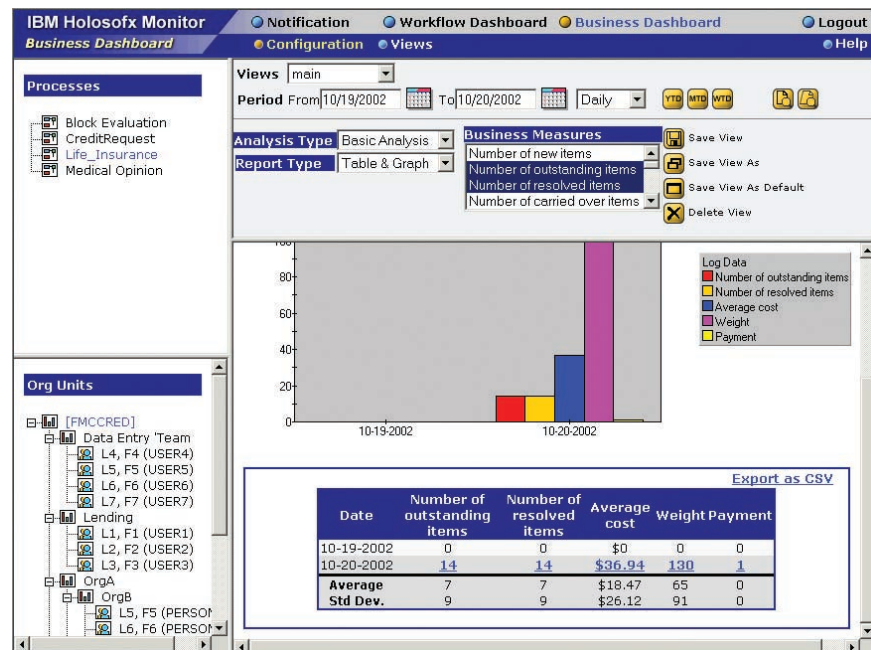 IBM Holosofx Monitor
Business Dashboard
Notification Workflow Dashboard Business Dashboard Logout
Configuration Views Help
Processes
Block Evaluation
CreditRequest
Life_Insurance
Medical Opinion
Views main
Period From 10/19/2002 To 10/20/2002 Daily YTD MTD WTD
Analysis Type Basic Analysis
Report Type Table & Graph
Business Measures
Number of new items
Number of outstanding items
Number of resolved items
Number of carried over items
Save View
Save View As
Save View As Default
Delete View
100
80
60
40
20
0
10-19-2002 10-20-2002
Log Data
Number of outstanding items
Number of resolved items
Average cost
Weight
Payment
Org Units
[FMCCRED]
Data Entry 'Team
L4, F4 (USER4)
L5, F5 (USER5)
L6, F6 (USER6)
L7, F7 (USER7)
Lending
L1, F1 (USER1)
L2, F2 (USER2)
L3, F3 (USER3)
OrgA
OrgB
L5, F5 (PERSON
L6, F6 (PERSON
Export as CSV
Date Number of outstanding items Number of resolved items Average cost Weight Payment
10-19-2002 0 0 $0 0 0
10-20-2002 14 14 $36.94 130 1
Average 7 7 $18.47 65 0
Std Dev. 9 9 $26.12 91 0